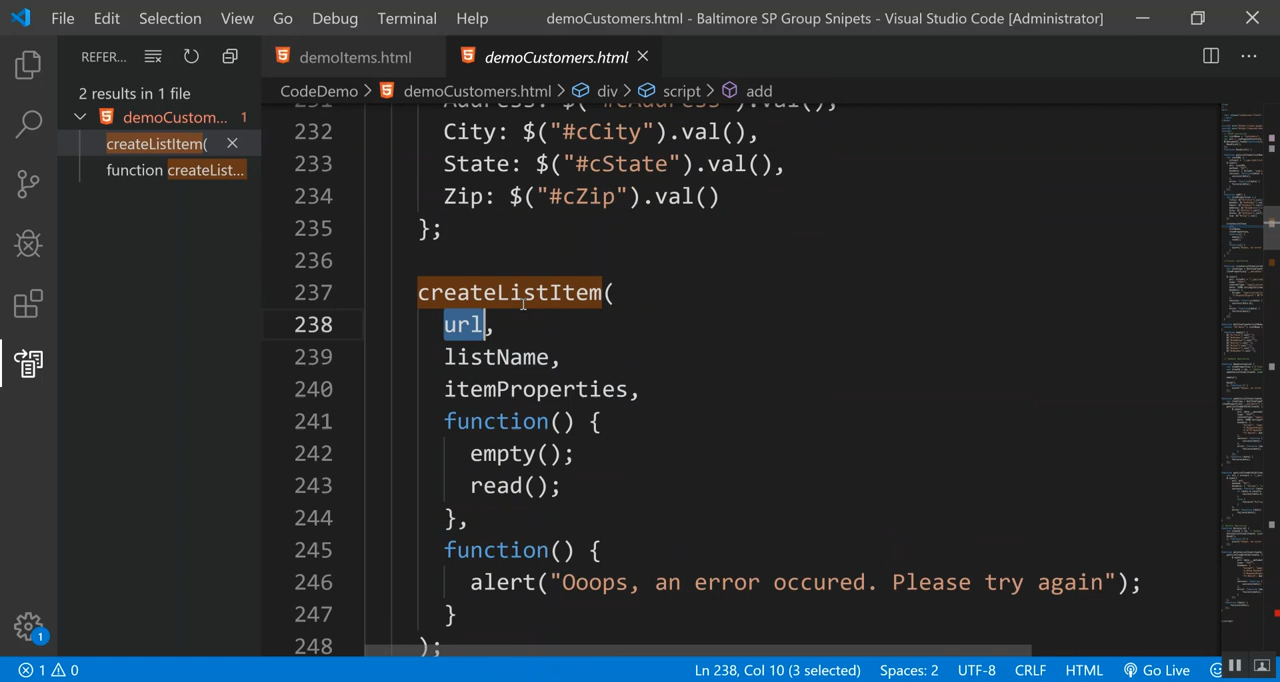 File Edit Selection View Go Debug Terminal Help demoCustomers.html - Baltimore SP Group Snipets - Visual Studio Code [Administrator]
REFER...
demoItems.html
demoCustomers.html
2 results in 1 file
demoCustom... 1
createListItem(
function createList...
CodeDemo > demoCustomers.html > div > script > add
232 City: $("#cCity").val(),
233 State: $("#cState").val(),
234 Zip: $("#cZip").val()
235 };
236
237 createListItem(
238 url,
239 listName,
240 itemProperties,
241 function() {
242 empty();
243 read();
244 },
245 function() {
246 alert("Ooops, an error occured. Please try again");
247 }
248 );
1
1 0 Ln 238, Col 10 (3 selected) Spaces: 2 UTF-8 CRLF HTML Go Live